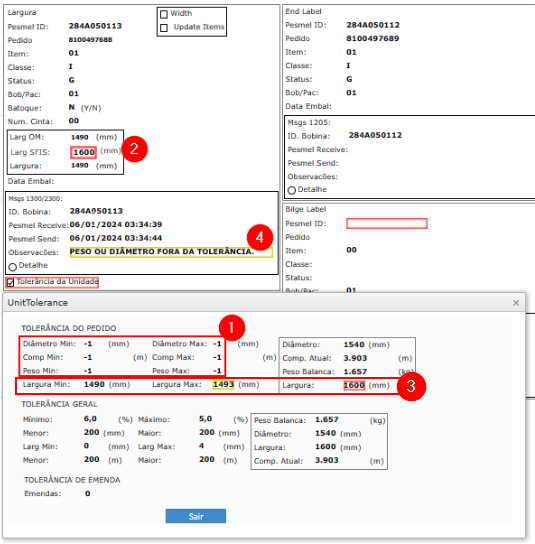 Largura
Width
Pesmel ID: 284A050113
Update Items
Pedido 8100497688
Item: 01
Classe: I
Status: G
Bob/Pac: 01
Batoque: N (Y/N)
Num. Cinta: 00
Larg OM: 1490 (mm)
Larg SFIS: 1600 (mm) 2
Largura: 1490 (mm)
Data Embal:
Msgs 1300/2300:
ID. Bobina: 284A050113
Pesmel Receive: 06/01/2024 03:34:39
Pesmel Send: 06/01/2024 03:34:44
4
Observacões: PESO OU DIÂMETRO FORA DA TOLERÂNCIA.
Detalhe
Tolerância da Unidade
End Label
Pesmel ID: 284A050112
Pedido 8100497689
Item: 01
Classe: I
Status: G
Bob/Pac: 01
Data Embal:
Msgs 1205:
ID. Bobina: 284A050112
Pesmel Receive:
Pesmel Send:
Observacões:
Detalhe
Bilge Label
Pesmel ID:
Pedido
Item: 00
Classe:
Status:
Bob/Pac: 01
UnitTolerance ×
TOLERÂNCIA DO PEDIDO 1
Diâmetro Min: -1 (mm) Diâmetro Max: -1 (mm) Diâmetro: 1540 (mm)
Comp Min: -1 (m) Comp Max: -1 (m) Comp. Atual: 3.903 (m)
Peso Min: -1 Peso Max: -1 Peso Balanca: 1.657 (kg)
Largura Min: 1490 (mm) Largura Max: 1493 (mm) Largura: 1600 (mm) 3
TOLERÂNCIA GERAL
Mínimo: 6,0 (%) Máximo: 5,0 (%) Peso Balanca: 1.657 (kg)
Menor: 200 (mm) Maior: 200 (mm) Diâmetro: 1540 (mm)
Larg Min: 0 (mm) Larg Max: 4 (mm) Largura: 1600 (mm)
Menor: 200 (m) Maior: 200 (m) Comp. Atual: 3.903 (m)
TOLERÂNCIA DE EMENDA
Emendas: 0
Sair